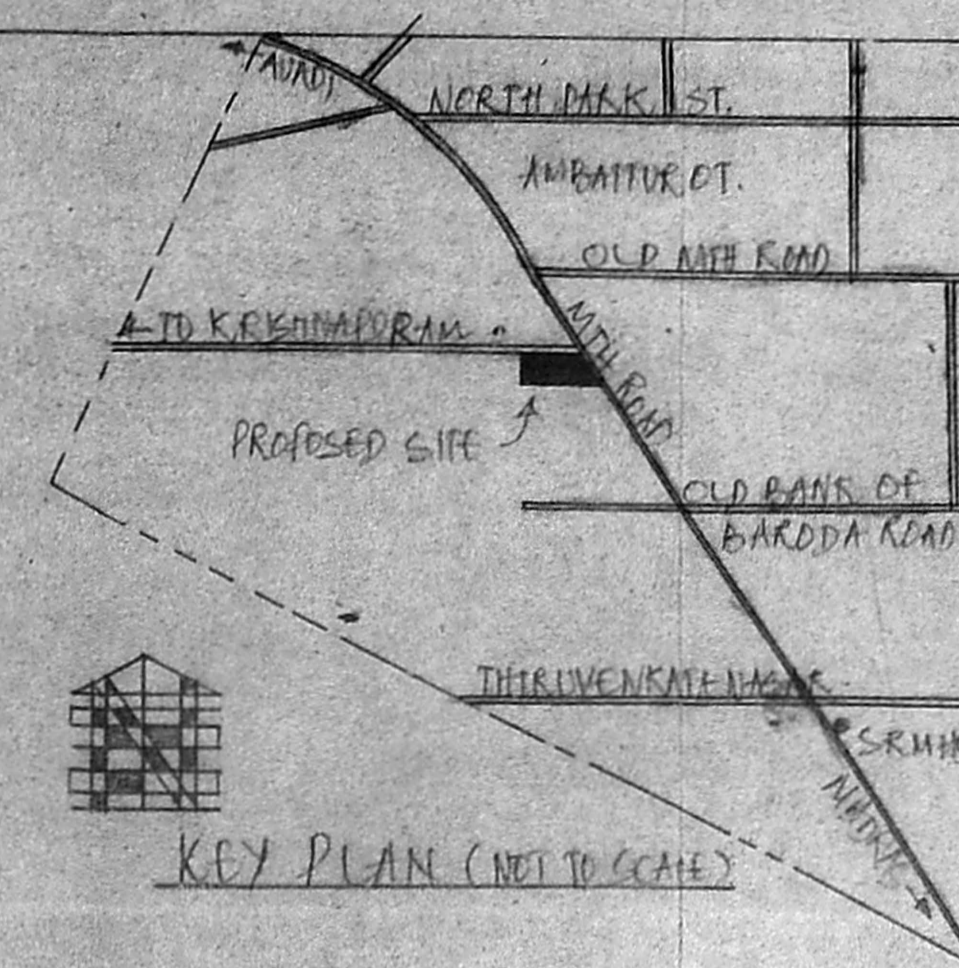 AVADI
NORTH PARK ST.
AMBATTUR OT.
OLD MTH ROAD
TO KRISHNAPURAM
MTH ROAD
PROPOSED SITE
OLD BANK OF
BARODA ROAD
THIRUVENKATA NAGAR
SRMH
N
KEY PLAN (NOT TO SCALE)